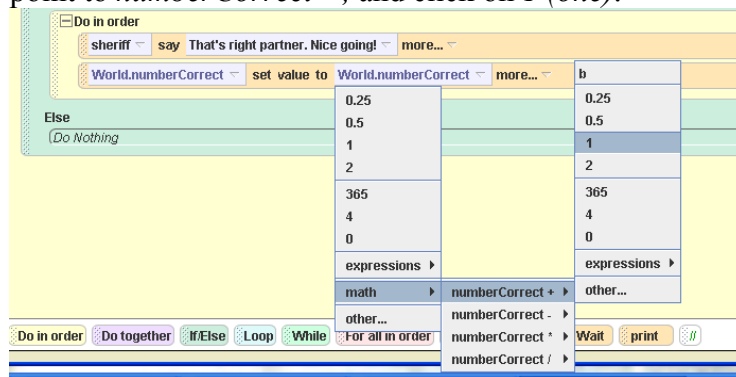 point to numberCorrect +, and click on 1 (one).
Do in order
sheriff say That's right partner. Nice going! more...
World.numberCorrect set value to World.numberCorrect more...
b
0.25
0.5
1
2
365
4
0
expressions
math
other...
Else
Do Nothing
0.25
0.5
1
2
365
4
0
expressions
other...
numberCorrect +
numberCorrect -
numberCorrect *
numberCorrect /
Do in order Do together If/Else Loop While For all in order Wait print //